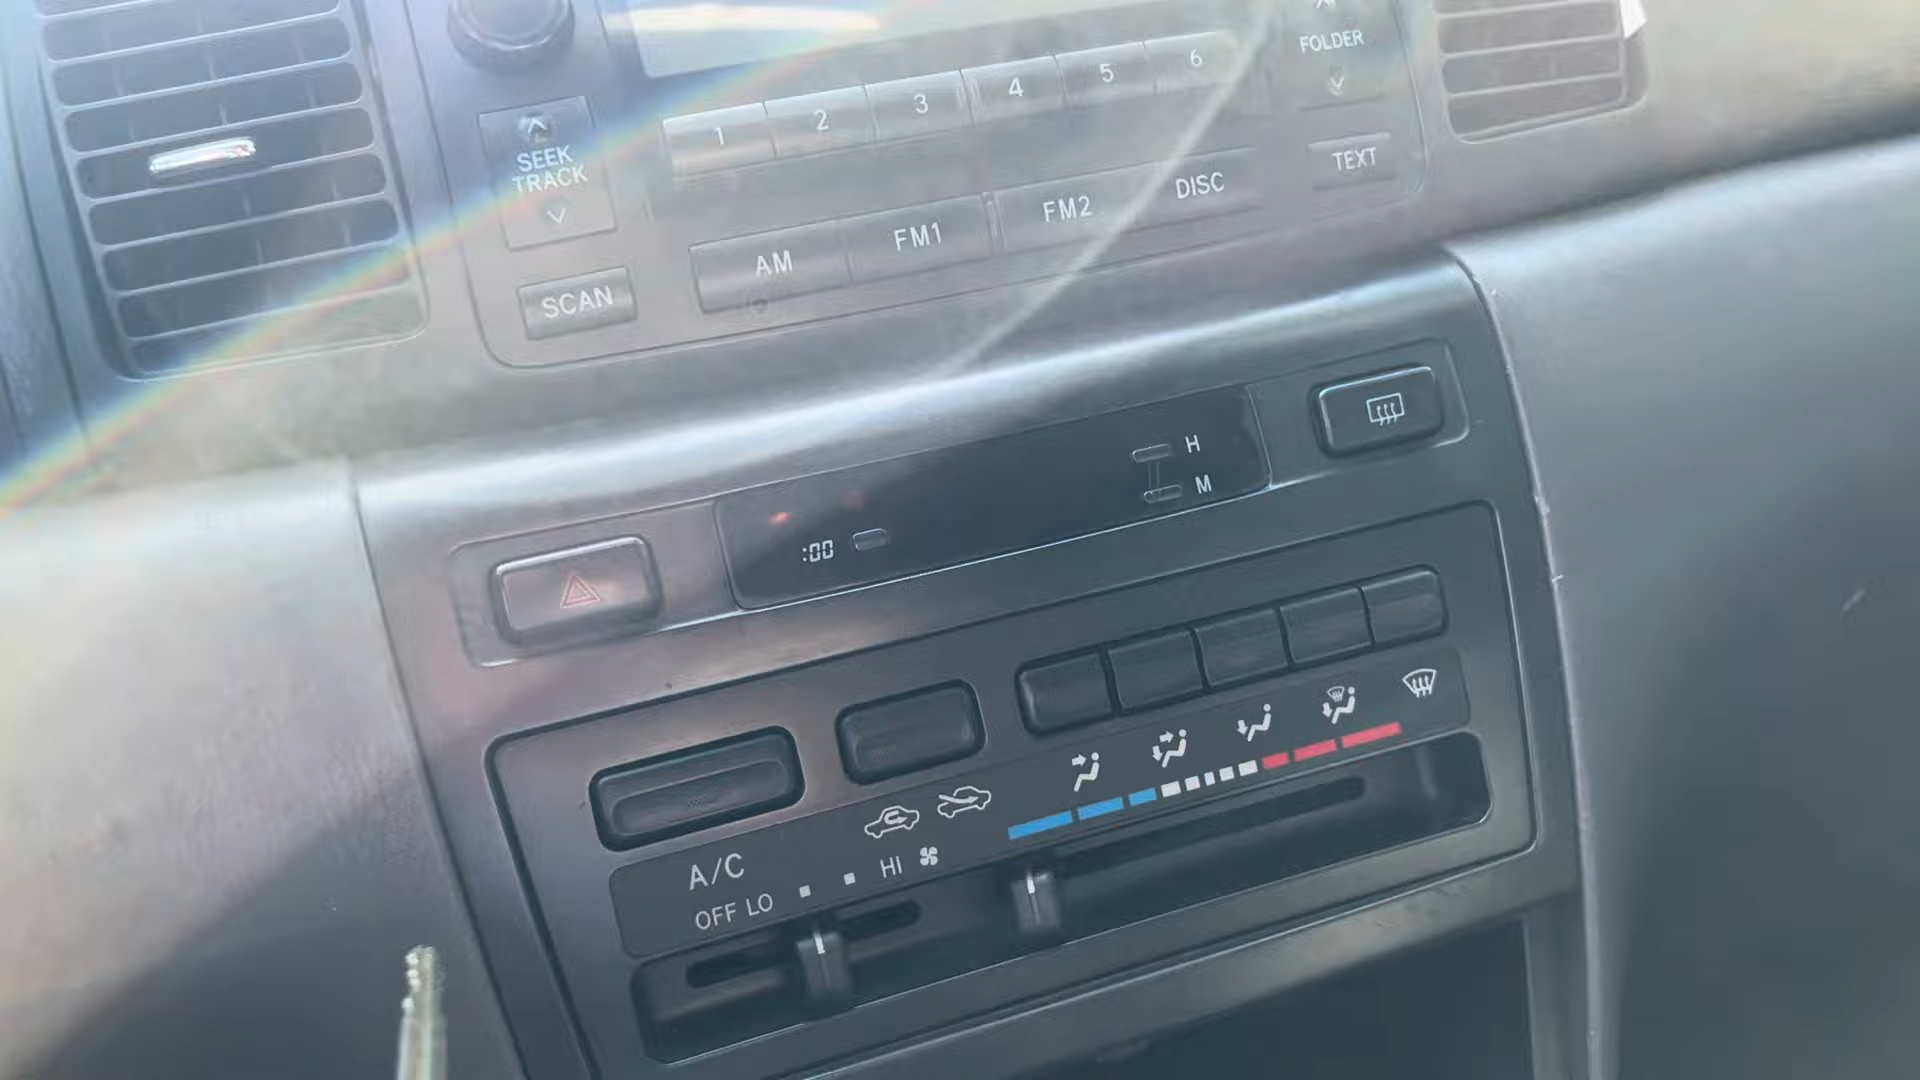 FOLDER
1 2 3 4 5 6
SEEK
TRACK
TEXT
AM FM1 FM2 DISC
SCAN
H
M
:00
A/C
OFF LO HI